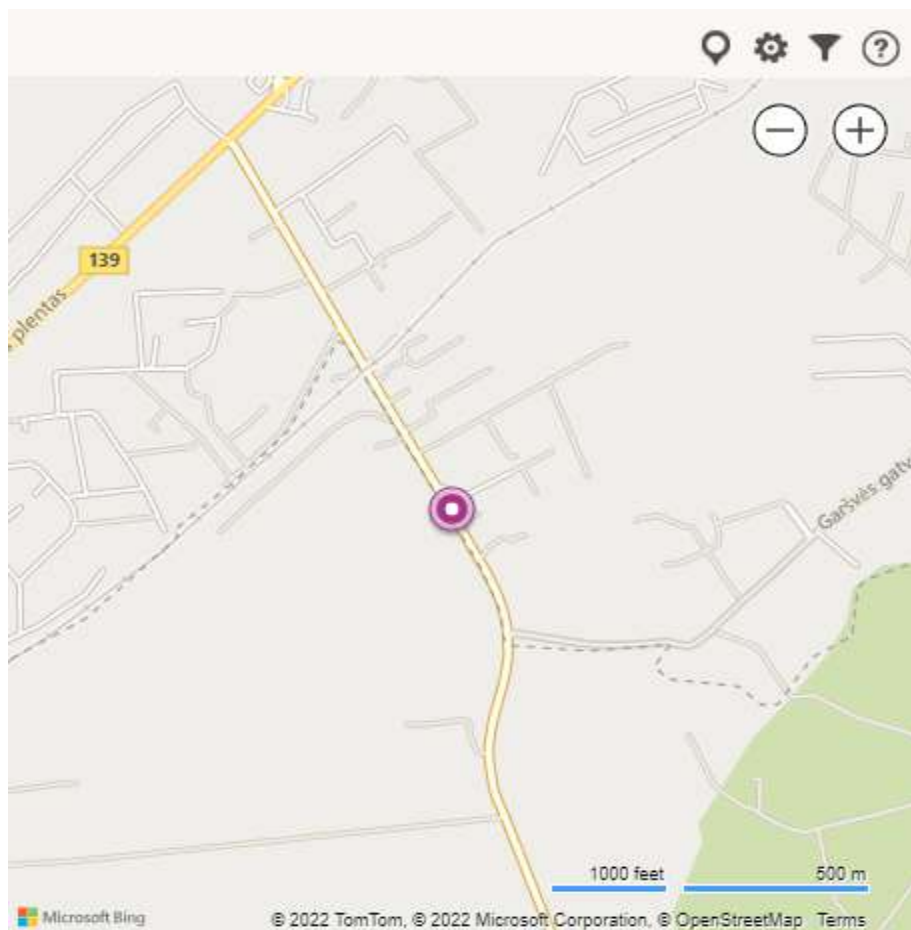 139
plentas
Garšvės gatv
1000 feet
500 m
Microsoft Bing
© 2022 TomTom, © 2022 Microsoft Corporation, © OpenStreetMap Terms